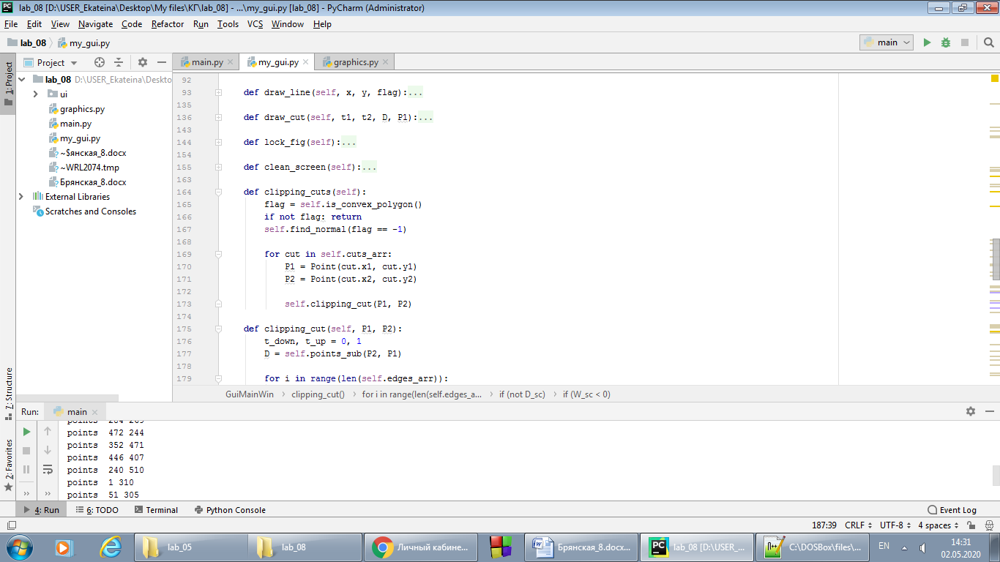 lab_08 [D:\USER_Ekateina\Desktop\My files\КГ\lab_08] - ...\my_gui.py [lab_08] - PyCharm (Administrator)
File Edit View Navigate Code Refactor Run Tools VCS Window Help
lab_08 my_gui.py main
1: Project
Project
main.py my_gui.py graphics.py
lab_08 D:\USER_Ekateina\Deskto
ui
graphics.py
main.py
my_gui.py
~$янская_8.docx
~WRL2074.tmp
Брянская_8.docx
External Libraries
Scratches and Consoles
92
93 def draw_line(self, x, y, flag):...
135
136 def draw_cut(self, t1, t2, D, P1):...
143
144 def lock_fig(self):...
154
155 def clean_screen(self):...
163
164 def clipping_cuts(self):
165 flag = self.is_convex_polygon()
166 if not flag: return
167 self.find_normal(flag == -1)
168
169 for cut in self.cuts_arr:
170 P1 = Point(cut.x1, cut.y1)
171 P2 = Point(cut.x2, cut.y2)
172
173 self.clipping_cut(P1, P2)
174
175 def clipping_cut(self, P1, P2):
176 t_down, t_up = 0, 1
177 D = self.points_sub(P2, P1)
178
179 for i in range(len(self.edges_arr)):
GuiMainWin clipping_cut() for i in range(len(self.edges_a... if (not D_sc) if (W_sc < 0)
7: Structure
2: Favorites
Run: main
points 264 269
points 472 244
points 352 471
points 446 407
points 240 510
points 1 310
points 51 305
4: Run 6: TODO Terminal Python Console Event Log
187:39 CRLF UTF-8 4 spaces
lab_05 lab_08 Личный кабине... Брянская_8.docx... lab_08 [D:\USER_... C:\DOSBox\files\... EN 14:31
02.05.2020